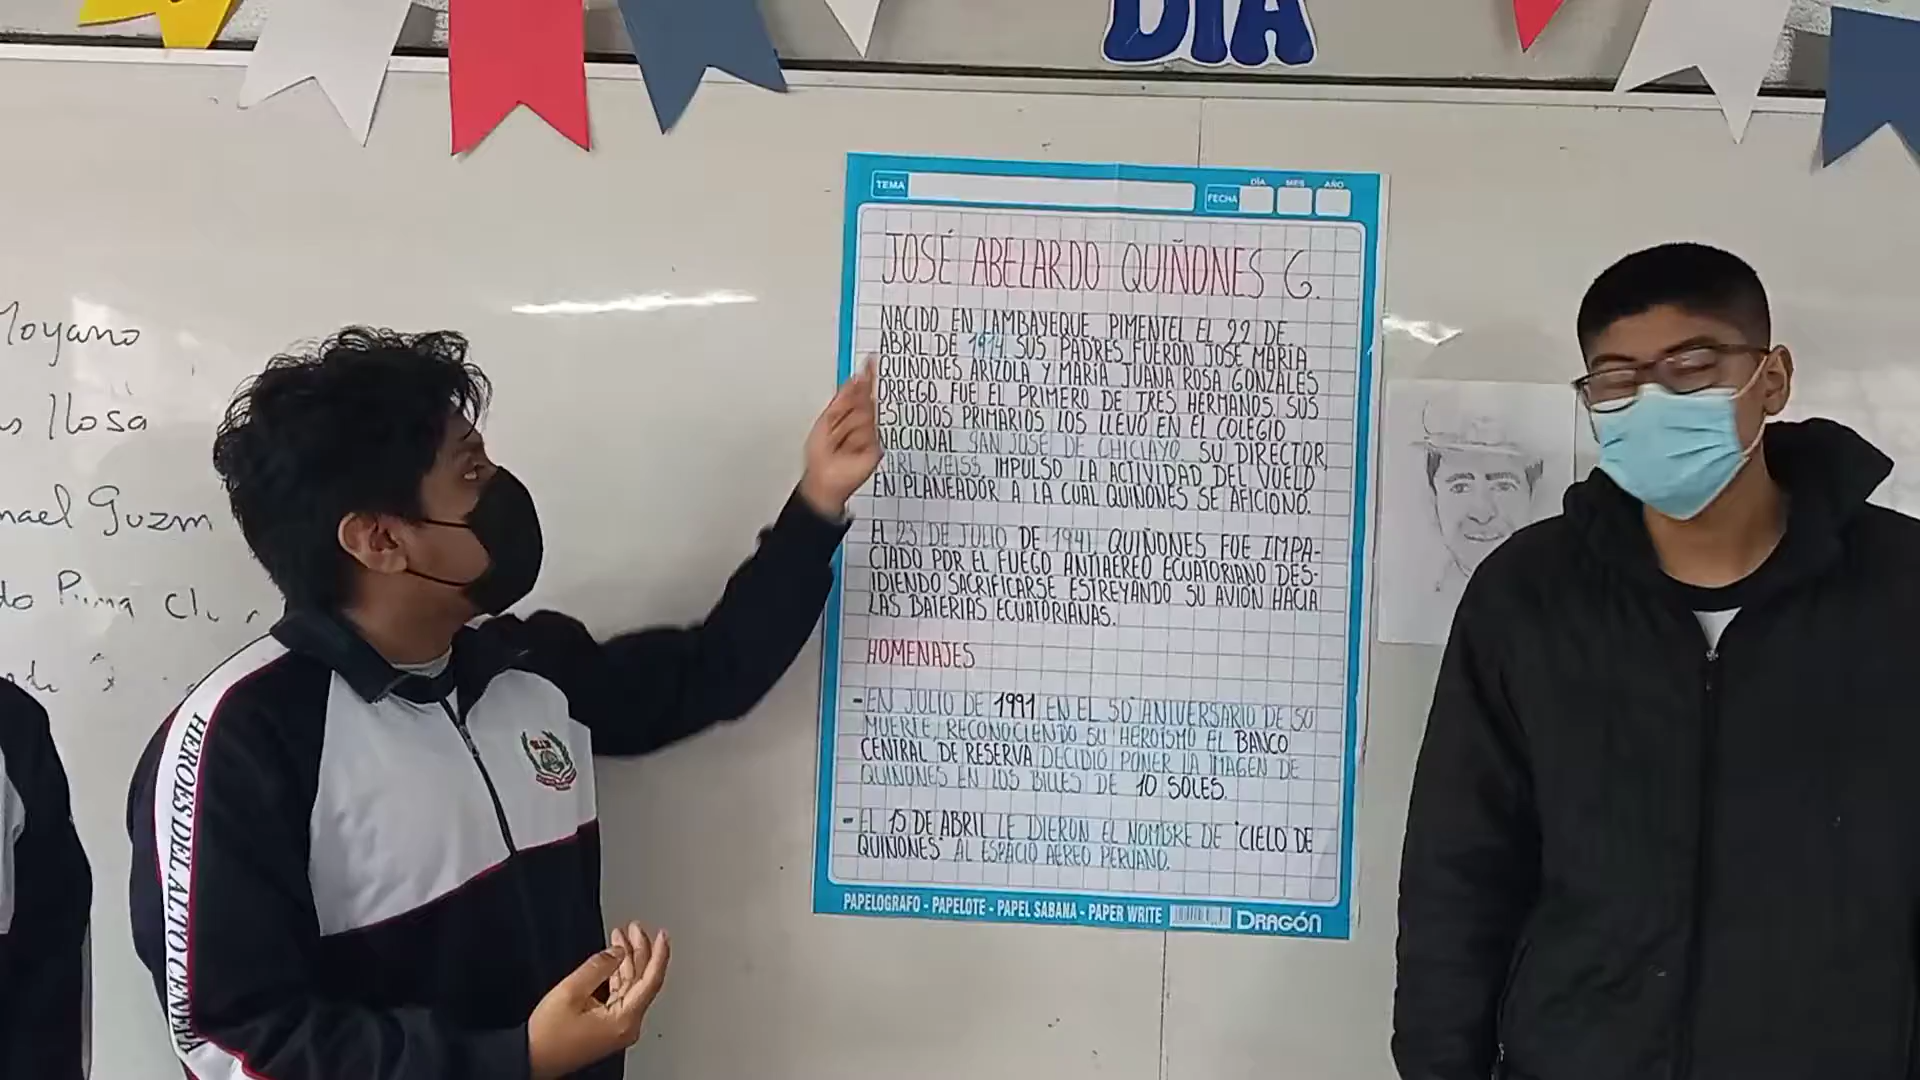 DÍA
TEMA
FECHA
DÍA MES AÑO
JOSÉ ABELARDO QUIÑONES G.
NACIDO EN LAMBAYEQUE, PIMENTEL EL 22 DE
ABRIL DE 1914 SUS PADRES FUERON JOSÉ MARÍA
QUIÑONES ARIZOLA Y MARÍA JUANA ROSA GONZALES
ORREGO. FUE EL PRIMERO DE TRES HERMANOS. SUS
ESTUDIOS PRIMARIOS LOS LLEVÓ EN EL COLEGIO
NACIONAL SAN JOSÉ DE CHICLAYO. SU DIRECTOR,
KARL WEISS, IMPULSO LA ACTIVIDAD DEL VUELO
EN PLANEADOR A LA CUAL QUIÑONES SE AFICIONÓ.
EL 23 DE JULIO DE 1941, QUIÑONES FUE IMPA-
CTADO POR EL FUEGO ANTIAÉREO ECUATORIANO DES-
IDIENDO SACRIFICARSE ESTREYANDO SU AVIÓN HACIA
LAS BATERÍAS ECUATORIANAS.
HOMENAJES
- EN JULIO DE 1991 EN EL 50° ANIVERSARIO DE SU
MUERTE, RECONOCIENDO SU HEROÍSMO EL BANCO
CENTRAL DE RESERVA DECIDIÓ PONER LA IMAGEN DE
QUIÑONES EN LOS BILLES DE 10 SOLES.
- EL 15 DE ABRIL LE DIERON EL NOMBRE DE "CIELO DE
QUIÑONES" AL ESPACIO AÉREO PERUANO.
PAPELOGRAFO - PAPELOTE - PAPEL SABANA - PAPER WRITE DRAGÓN
Moyano
llosa
Guzm
Puma
HEROES DEL ALTO CENEPA